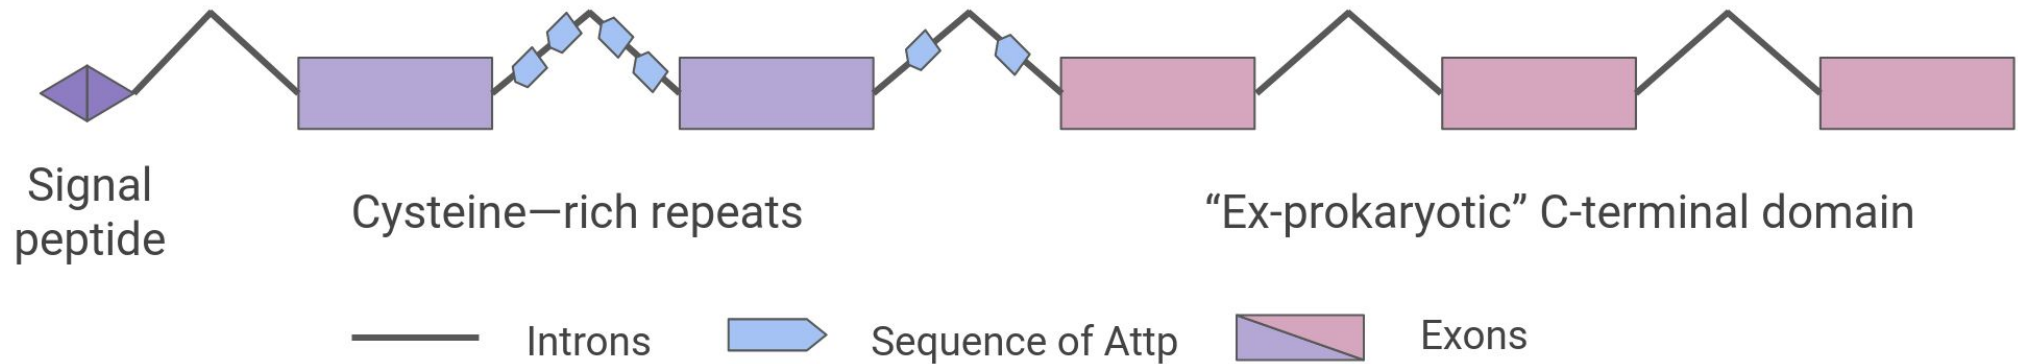 Signal
peptide
Cysteine—rich repeats
“Ex-prokaryotic” C-terminal domain
Introns
Sequence of Attp
Exons